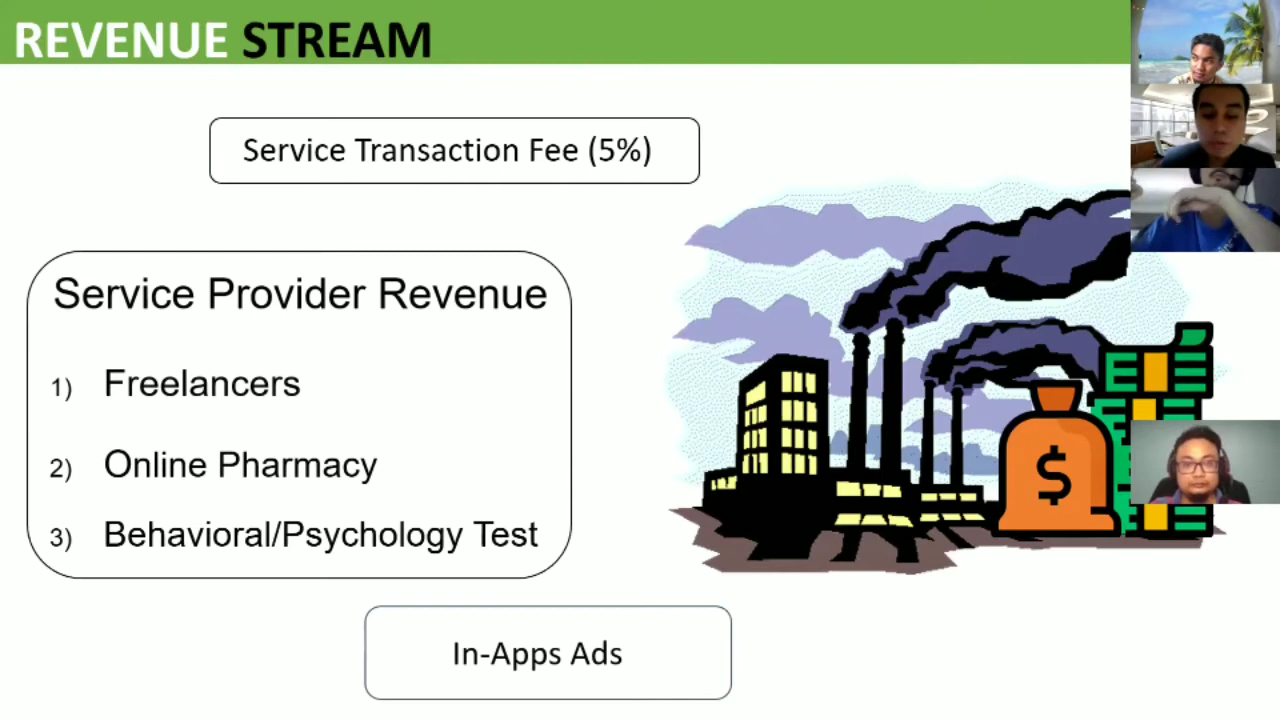 REVENUE STREAM
Service Transaction Fee (5%)
Service Provider Revenue
1) Freelancers
2) Online Pharmacy
3) Behavioral/Psychology Test
$
In-Apps Ads